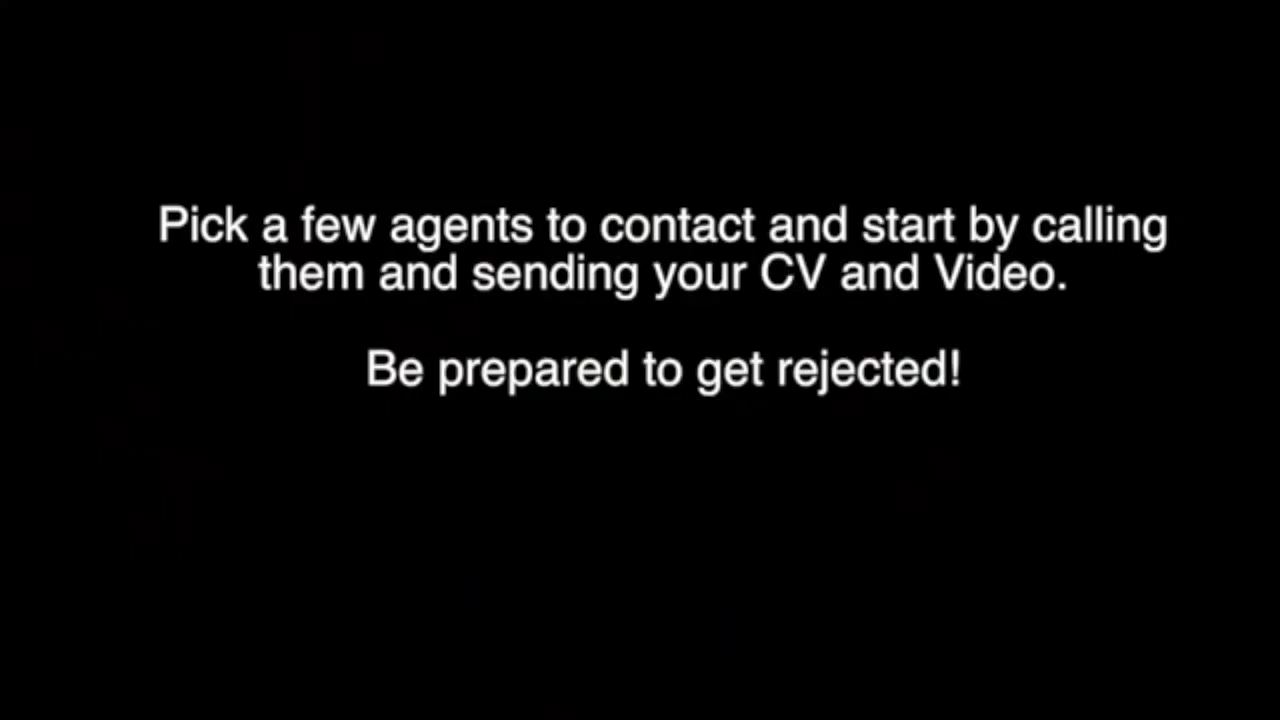 Pick a few agents to contact and start by calling
them and sending your CV and Video.
Be prepared to get rejected!